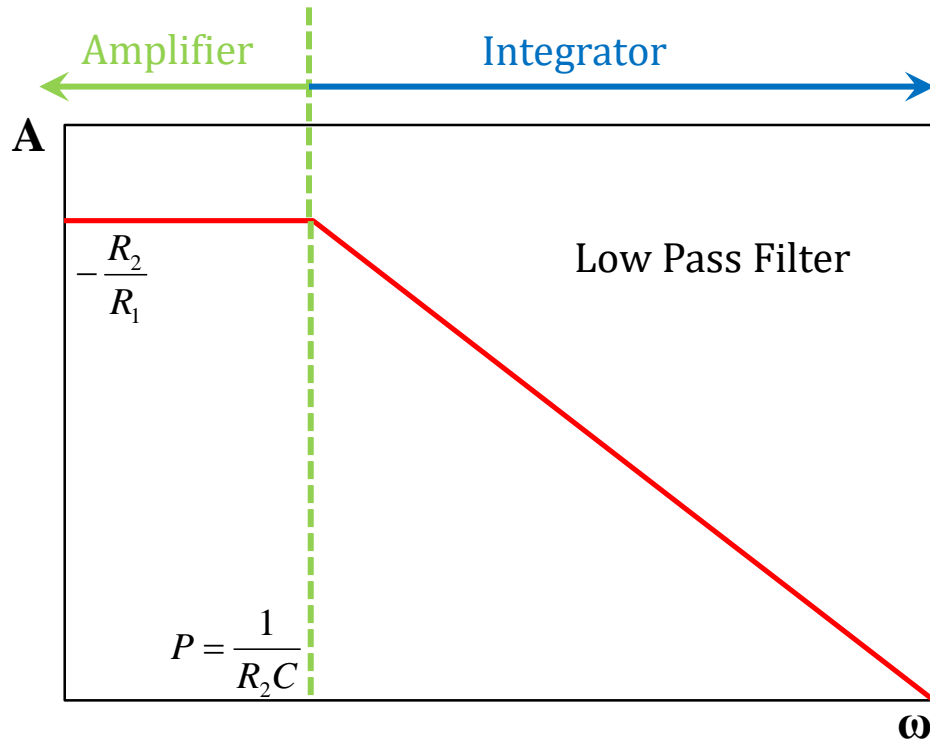 Amplifier
Integrator
A
Low Pass Filter
-R₂/R₁
P = 1/R₂C
ω